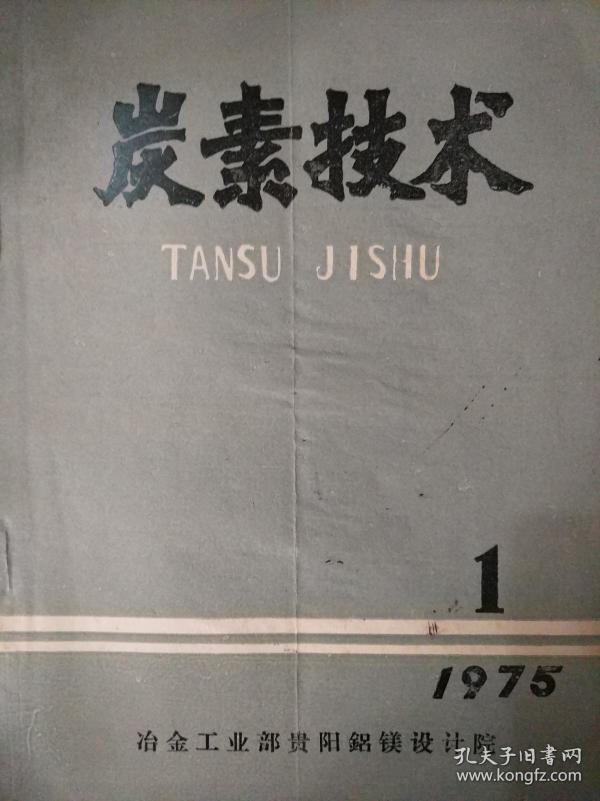 炭素技术
TANSU JISHU
1
1975
冶金工业部贵阳鋁镁设计院
孔夫子旧书网
www.kongfz.com